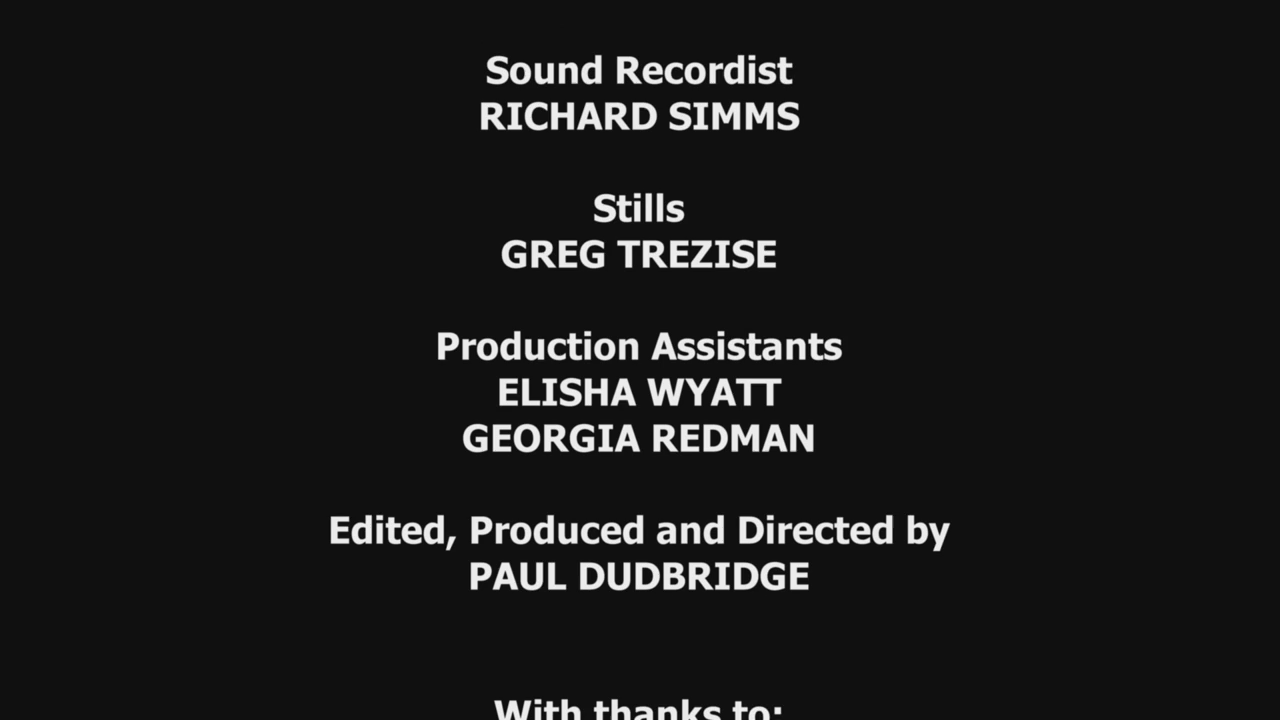 Sound Recordist
RICHARD SIMMS
Stills
GREG TREZISE
Production Assistants
ELISHA WYATT
GEORGIA REDMAN
Edited, Produced and Directed by
PAUL DUDBRIDGE
With thanks to: